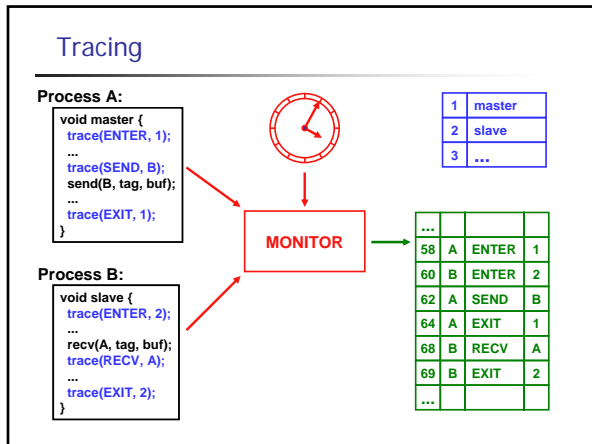 Tracing
Process A:
void master {
trace(ENTER, 1);
...
trace(SEND, B);
send(B, tag, buf);
...
trace(EXIT, 1);
}
Process B:
void slave {
trace(ENTER, 2);
...
recv(A, tag, buf);
trace(RECV, A);
...
trace(EXIT, 2);
}
MONITOR
1 master
2 slave
3 ...
...
58 A ENTER 1
60 B ENTER 2
62 A SEND B
64 A EXIT 1
68 B RECV A
69 B EXIT 2
...